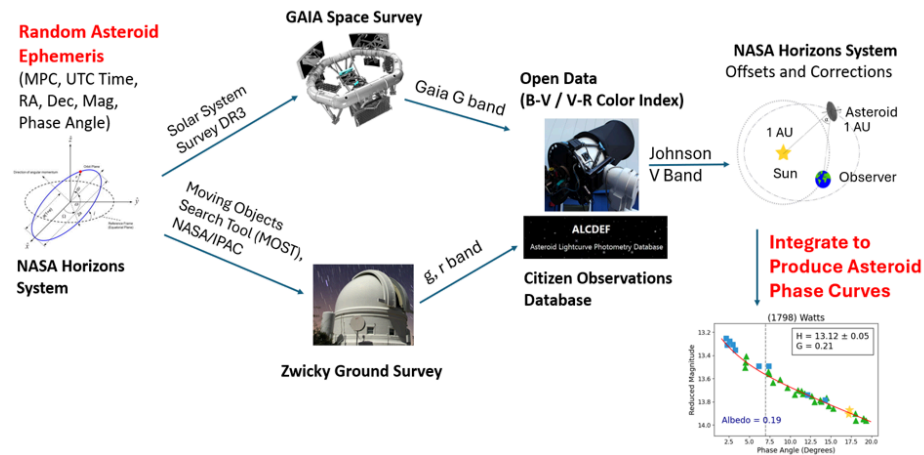 Random Asteroid
Ephemeris
(MPC, UTC Time,
RA, Dec, Mag,
Phase Angle)
NASA Horizons
System
GAIA Space Survey
Solar System
Survey DR3
Gaia G band
Moving Objects
Search Tool (MOST),
NASA/IPAC
g, r band
Zwicky Ground Survey
Open Data
(B-V / V-R Color Index)
ALCDEF
Asteroid Lightcurve Photometry Database
Citizen Observations
Database
Johnson
V Band
NASA Horizons System
Offsets and Corrections
Asteroid
1 AU
1 AU
Sun
Observer
Integrate to
Produce Asteroid
Phase Curves
(1798) Watts
H = 13.12 ± 0.05
G = 0.21
Albedo = 0.19
Reduced Magnitude
13.2
13.4
13.6
13.8
14.0
2.5 5.0 7.5 10.0 12.5 15.0 17.5 20.0
Phase Angle (Degrees)